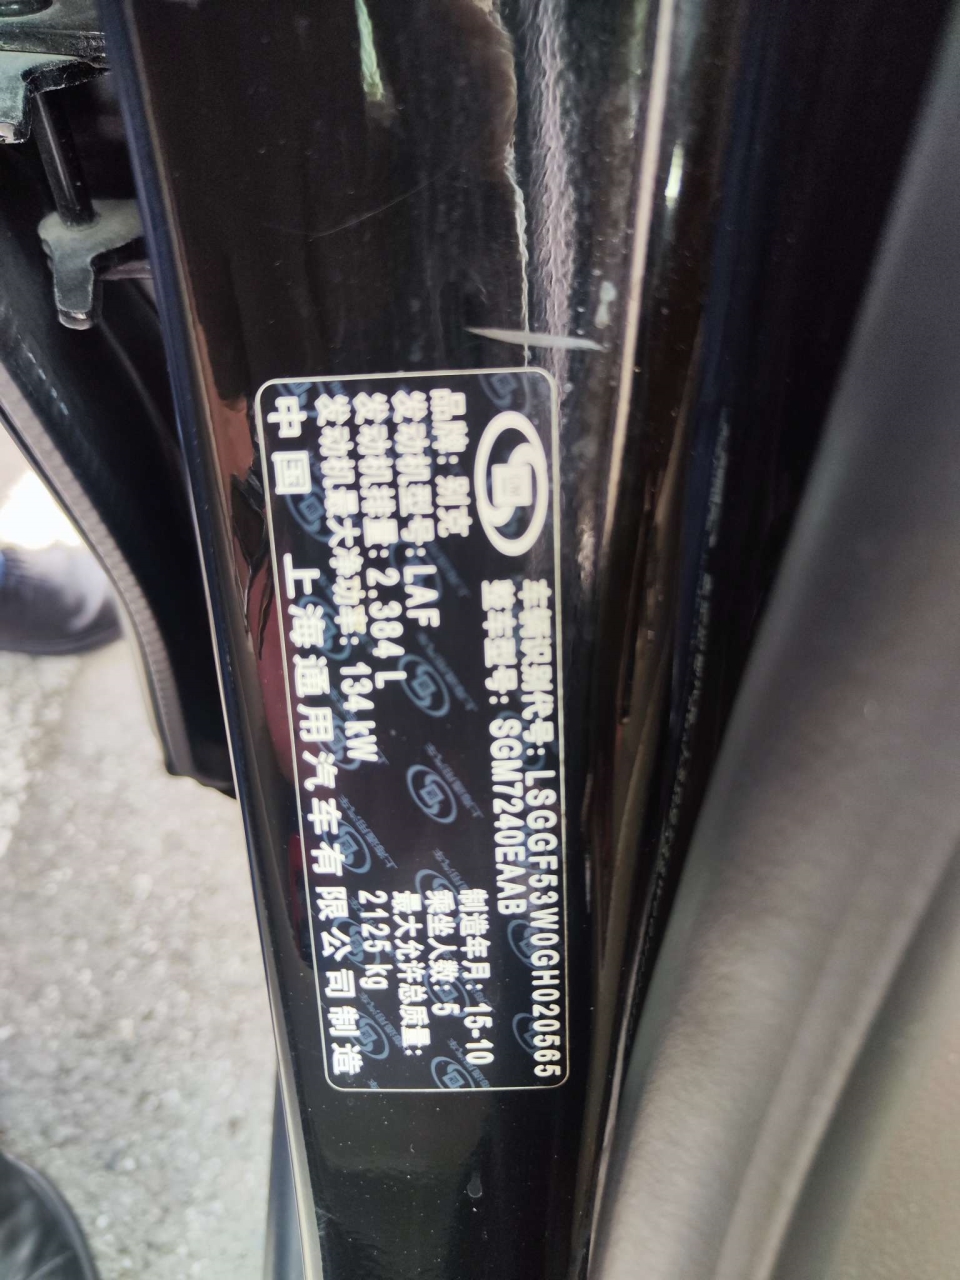 车辆识别代号: LSGGF53W0GH020565
整车型号: SGM7240EAAB
品牌: 别克
制造年月: 15-10
发动机型号: LAF
乘坐人数: 5
发动机排量: 2.384 L
最大允许总质量:
发动机最大净功率: 134 kW
2125 kg
中国 上海通用汽车有限公司制造